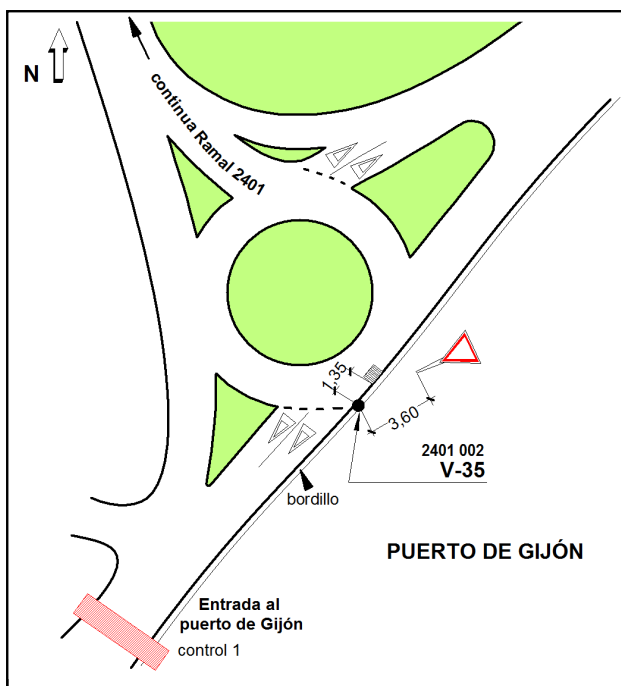 N
continua Ramal 2401
1,35
3,60
2401 002
V-35
bordillo
PUERTO DE GIJÓN
Entrada al
puerto de Gijón
control 1